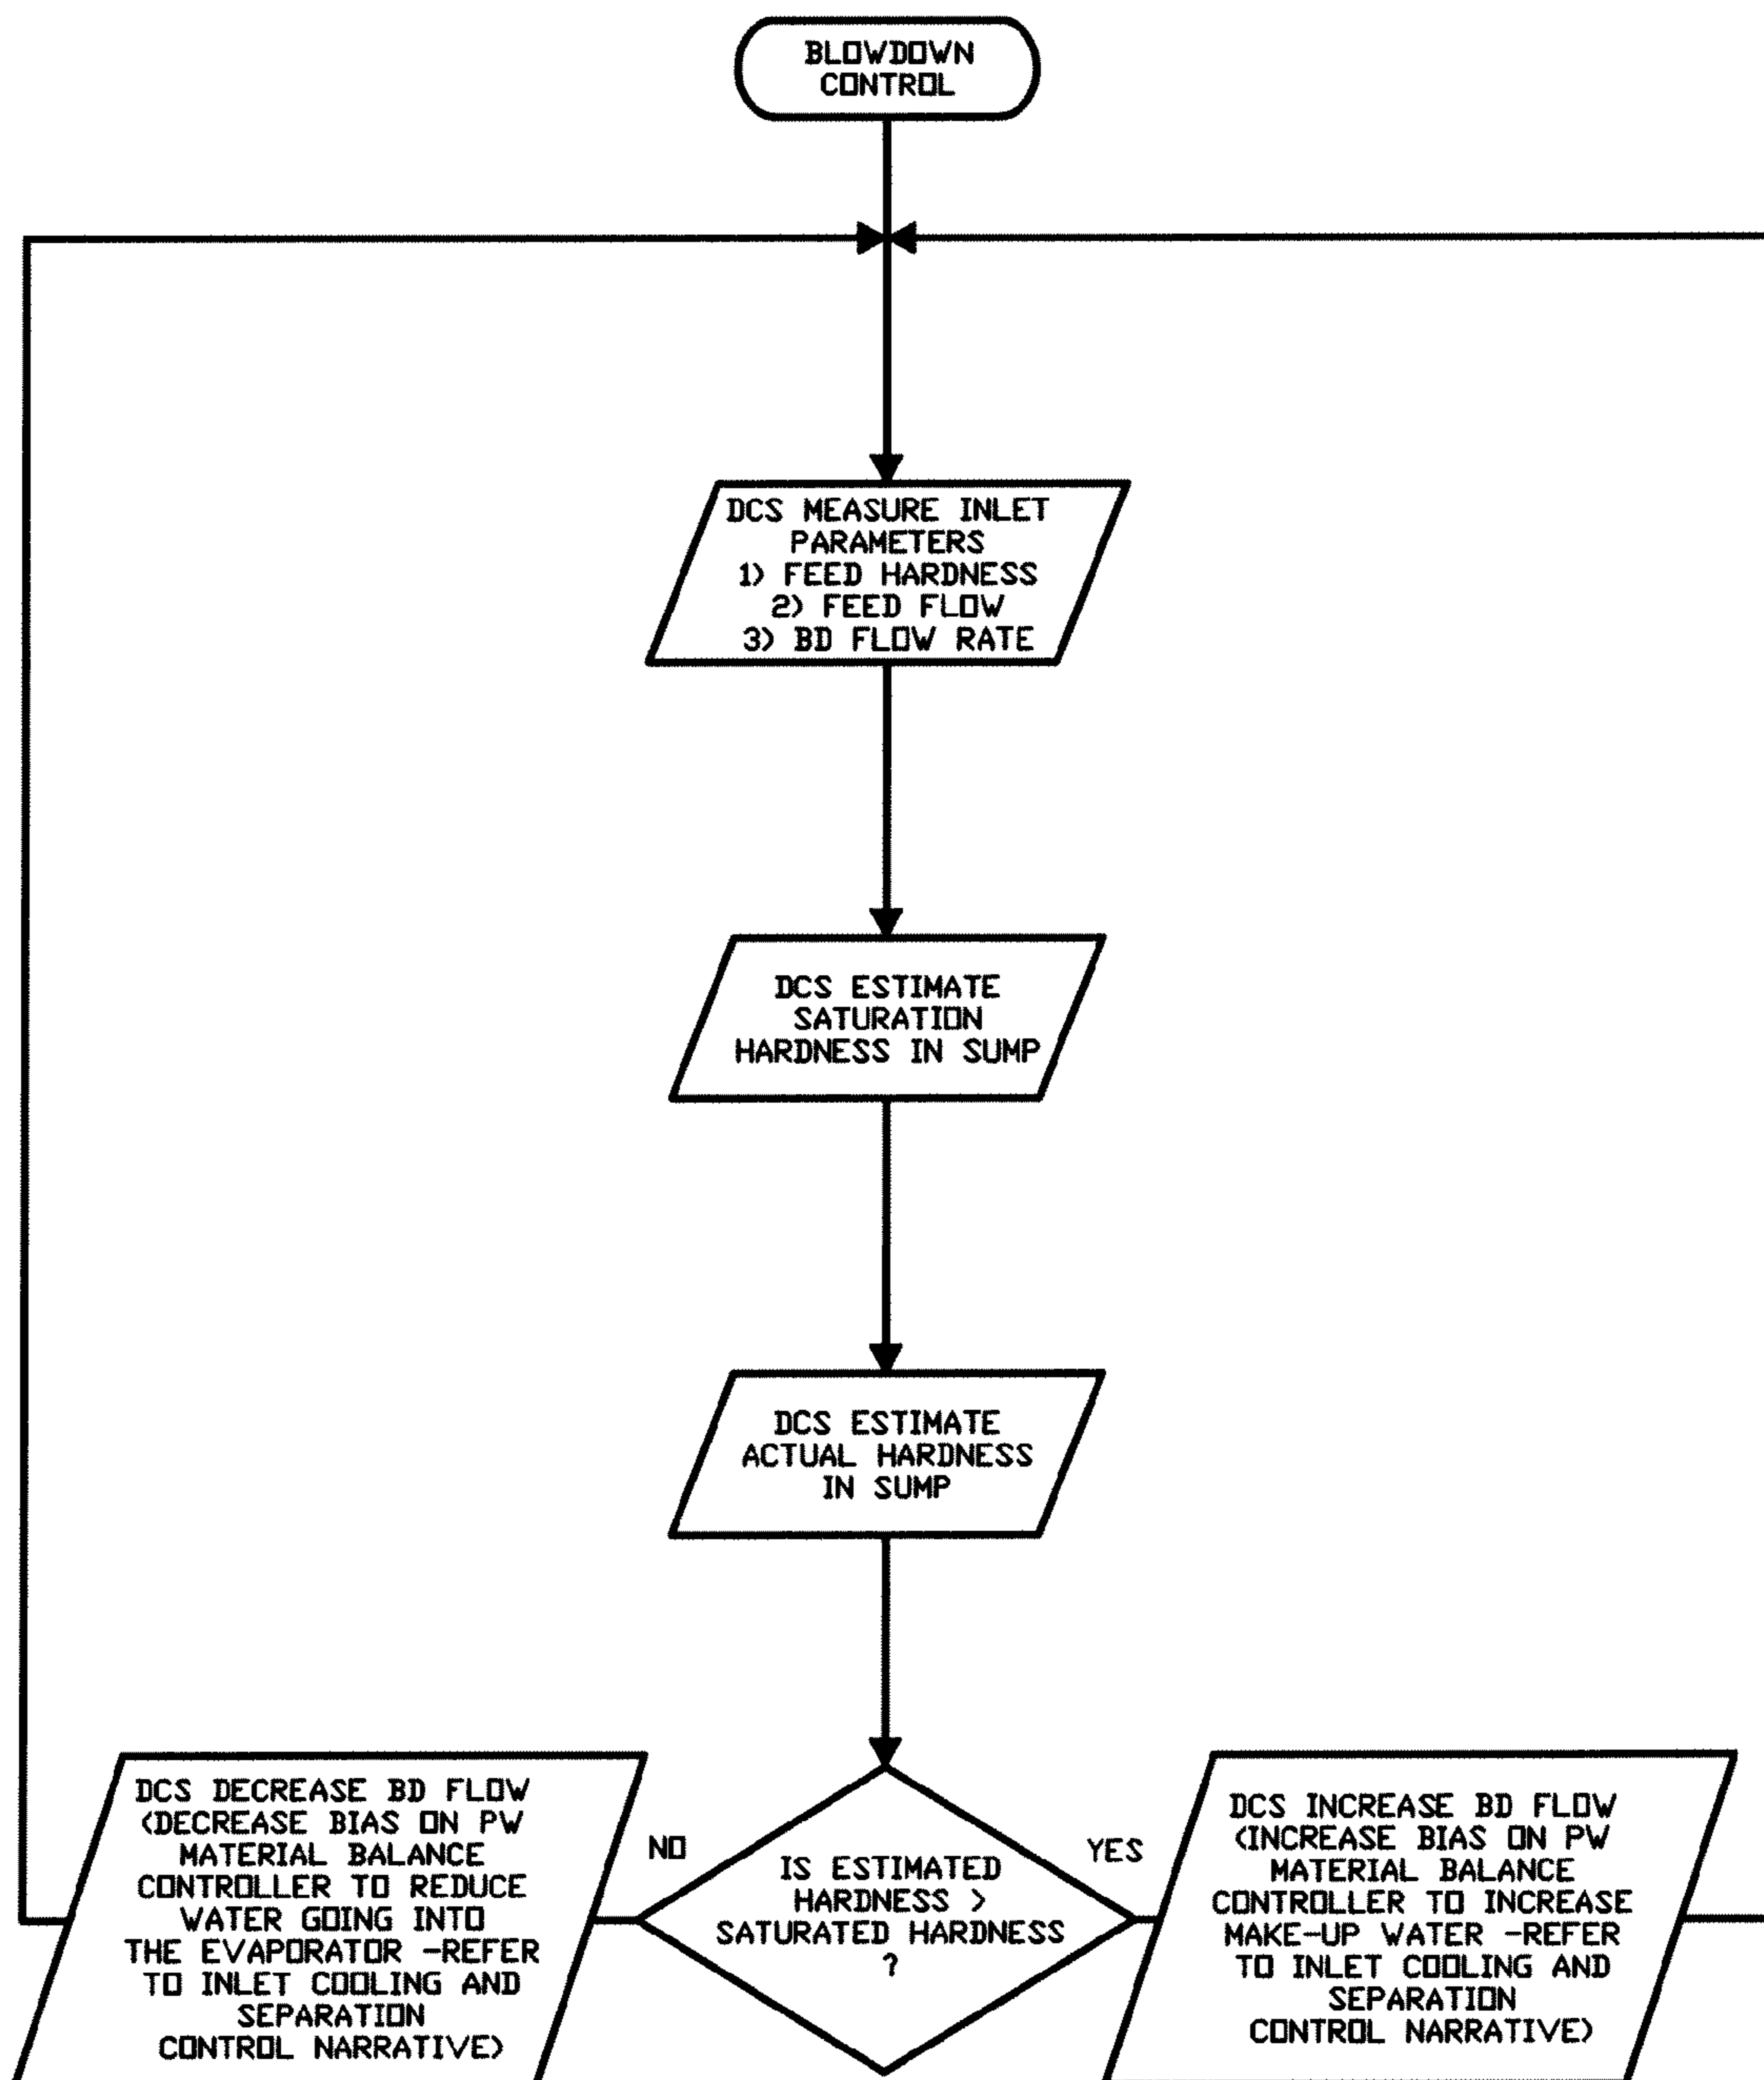 BLOWDOWN
CONTROL
DCS MEASURE INLET
PARAMETERS
1) FEED HARDNESS
2) FEED FLOW
3) BD FLOW RATE
DCS ESTIMATE
SATURATION
HARDNESS IN SUMP
DCS ESTIMATE
ACTUAL HARDNESS
IN SUMP
DCS DECREASE BD FLOW
(DECREASE BIAS ON PW
MATERIAL BALANCE
CONTROLLER TO REDUCE
WATER GOING INTO
THE EVAPORATOR -REFER
TO INLET COOLING AND
SEPARATION
CONTROL NARRATIVE)
NO
IS ESTIMATED
HARDNESS >
SATURATED HARDNESS
?
YES
DCS INCREASE BD FLOW
(INCREASE BIAS ON PW
MATERIAL BALANCE
CONTROLLER TO INCREASE
MAKE-UP WATER -REFER
TO INLET COOLING AND
SEPARATION
CONTROL NARRATIVE)